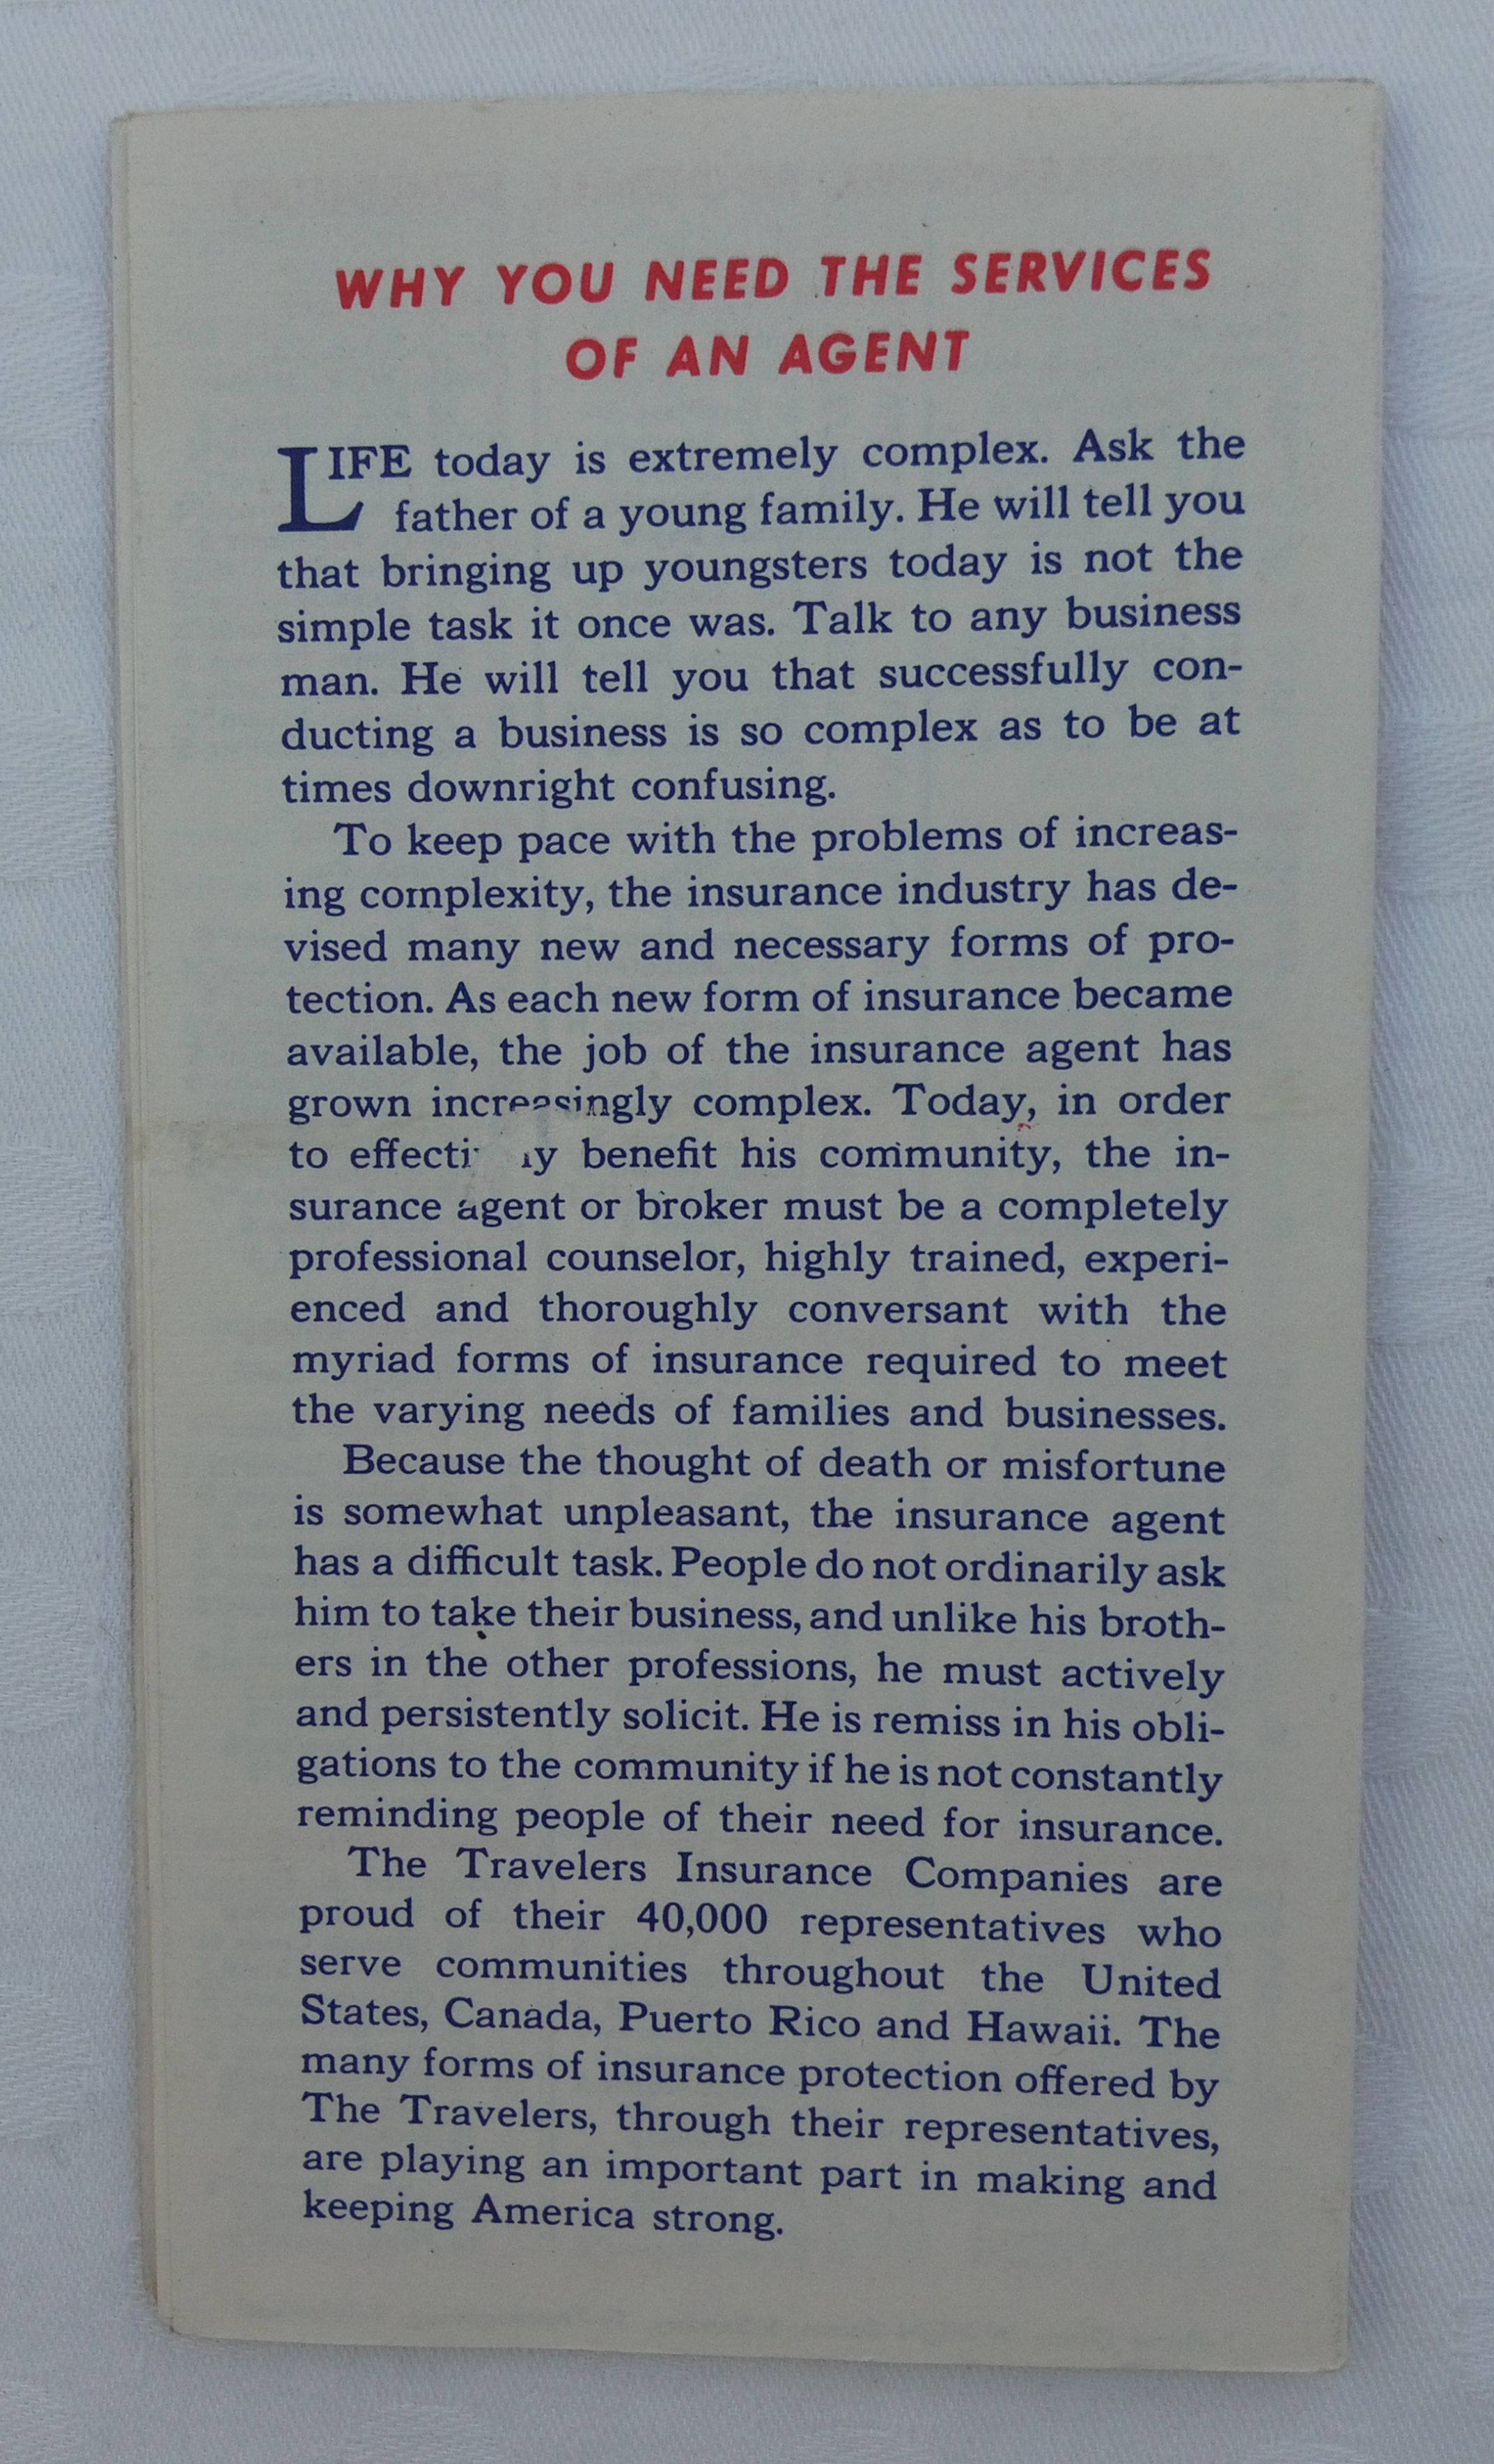 WHY YOU NEED THE SERVICES
OF AN AGENT
LIFE today is extremely complex. Ask the
father of a young family. He will tell you
that bringing up youngsters today is not the
simple task it once was. Talk to any business
man. He will tell you that successfully con-
ducting a business is so complex as to be at
times downright confusing.
To keep pace with the problems of increas-
ing complexity, the insurance industry has de-
vised many new and necessary forms of pro-
tection. As each new form of insurance became
available, the job of the insurance agent has
grown increasingly complex. Today, in order
to benefit his community, the in-
surance agent or broker must be a completely
professional counselor, highly trained, experi-
enced and thoroughly conversant with the
myriad forms of insurance required to meet
the varying needs of families and businesses.
Because the thought of death or misfortune
is somewhat unpleasant, the insurance agent
has a difficult task. People do not ordinarily ask
him to take their business, and unlike his broth-
ers in the other professions, he must actively
and persistently solicit. He is remiss in his obli-
gations to the community if he is not constantly
reminding people of their need for insurance.
The Travelers Insurance Companies are
proud of their 40,000 representatives who
serve communities throughout the United
States, Canada, Puerto Rico and Hawaii. The
many forms of insurance protection offered by
The Travelers, through their representatives,
are playing an important part in making and
keeping America strong.